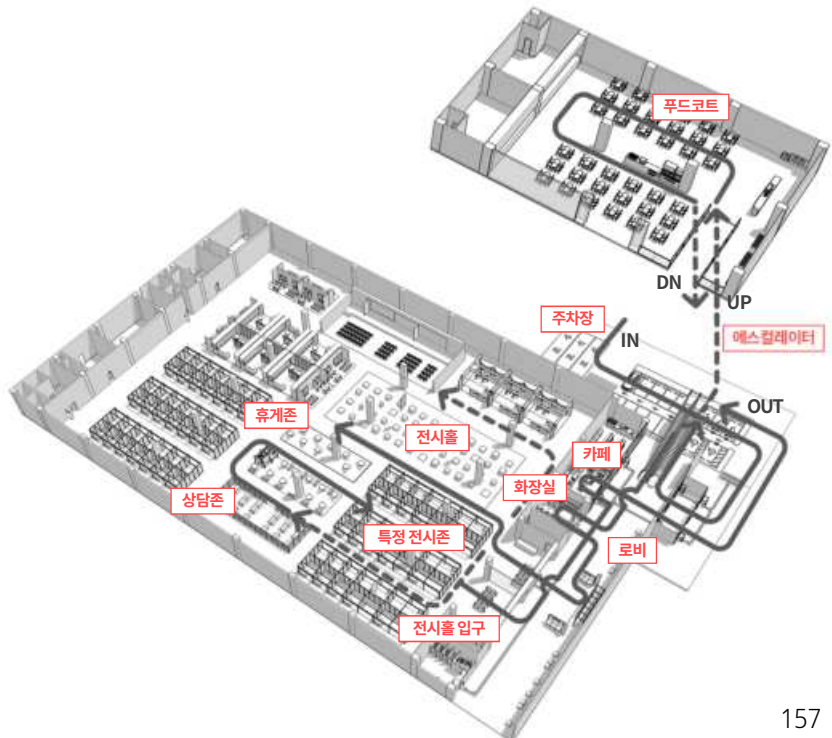 푸드코트
DN
UP
주차장
IN
에스컬레이터
OUT
휴게존
전시홀
카페
화장실
상담존
특정 전시존
로비
전시홀 입구
157